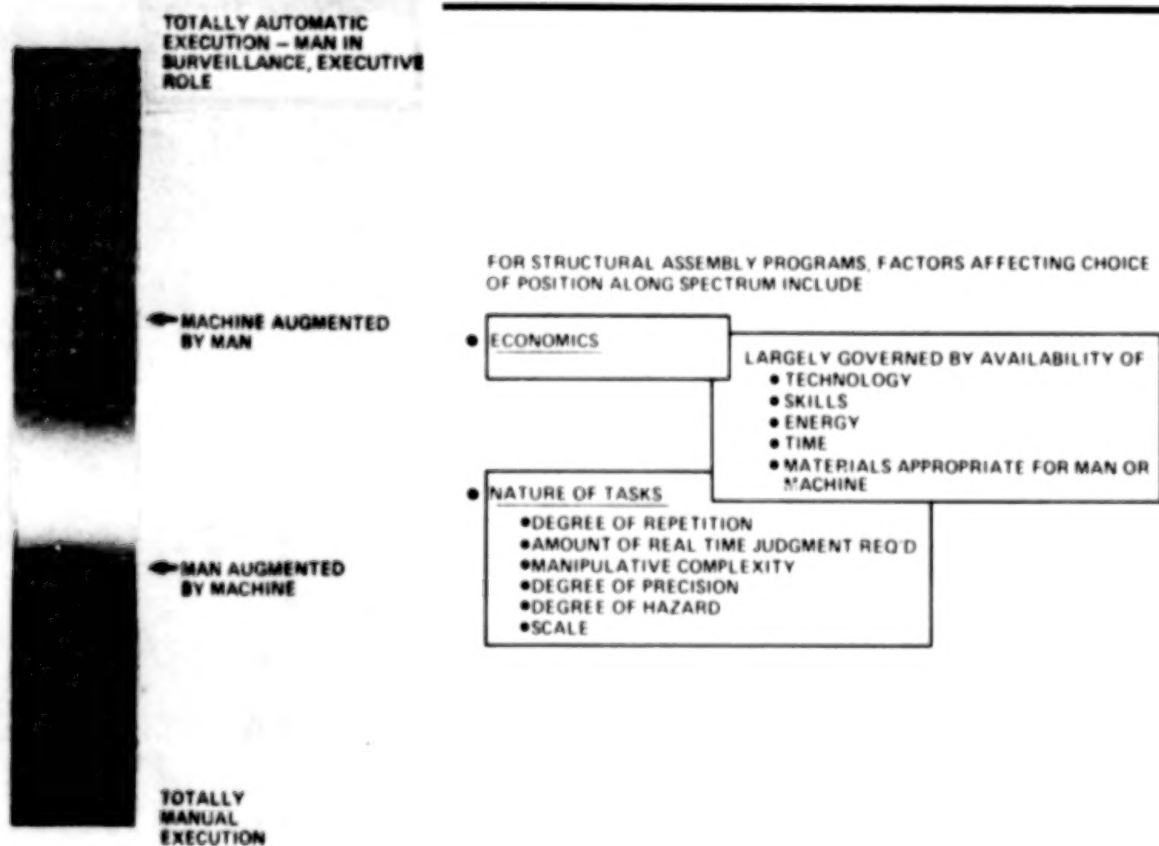 TOTALLY AUTOMATIC
EXECUTION – MAN IN
SURVEILLANCE, EXECUTIVE
ROLE
MACHINE AUGMENTED
BY MAN
MAN AUGMENTED
BY MACHINE
TOTALLY
MANUAL
EXECUTION
FOR STRUCTURAL ASSEMBLY PROGRAMS, FACTORS AFFECTING CHOICE
OF POSITION ALONG SPECTRUM INCLUDE
● ECONOMICS
LARGELY GOVERNED BY AVAILABILITY OF
● TECHNOLOGY
● SKILLS
● ENERGY
● TIME
● MATERIALS APPROPRIATE FOR MAN OR
MACHINE
● NATURE OF TASKS
● DEGREE OF REPETITION
● AMOUNT OF REAL TIME JUDGMENT REQ'D
● MANIPULATIVE COMPLEXITY
● DEGREE OF PRECISION
● DEGREE OF HAZARD
● SCALE